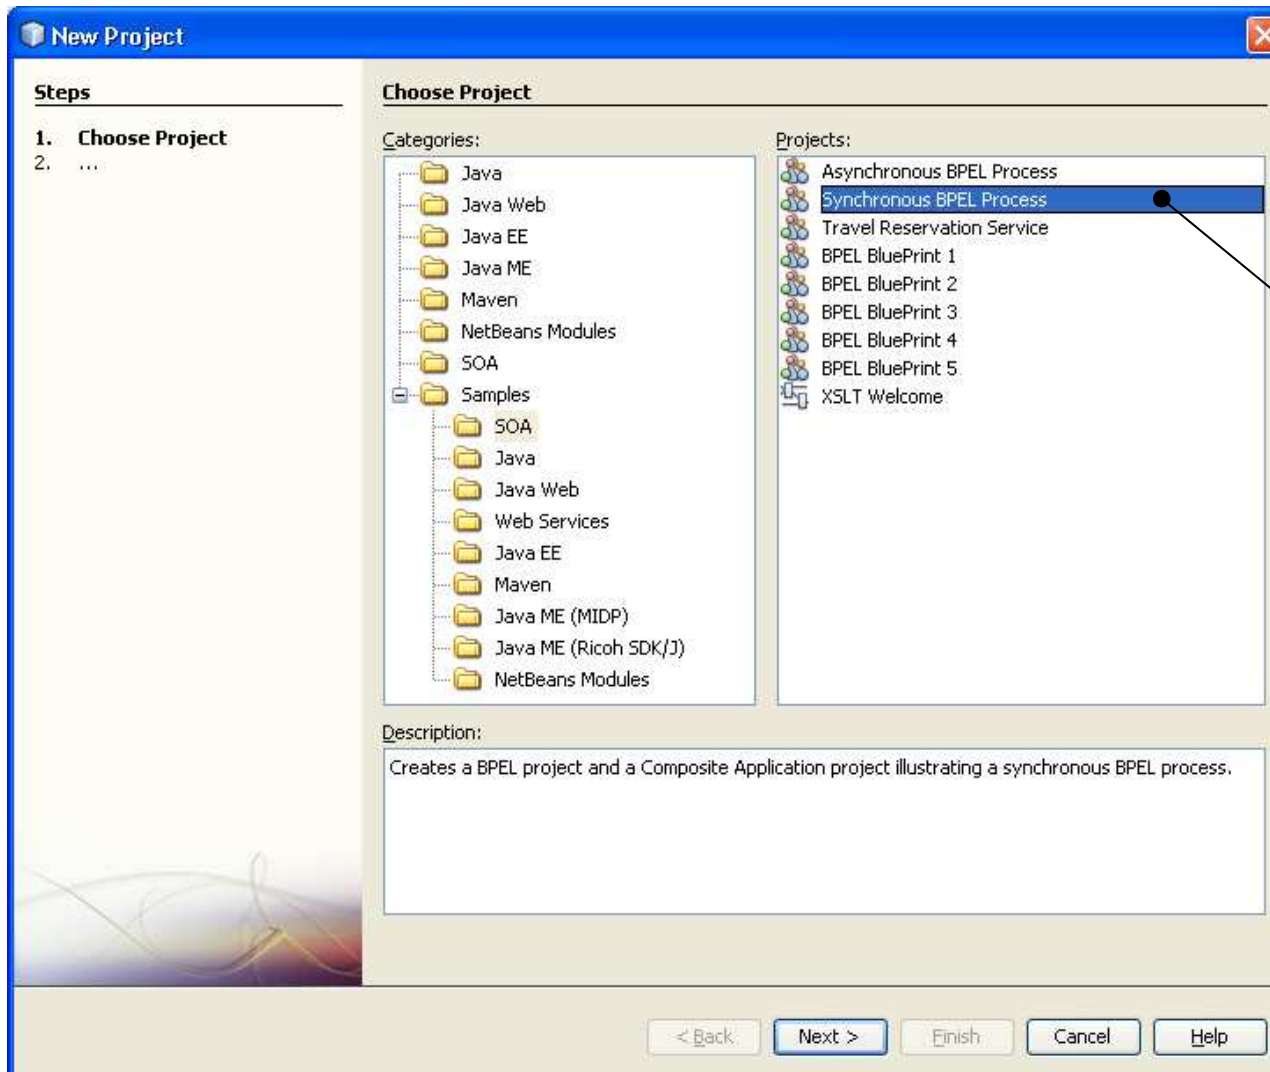 New Project
Steps
1. Choose Project
2. ...
Choose Project
Categories:
Java
Java Web
Java EE
Java ME
Maven
NetBeans Modules
SOA
Samples
SOA
Java
Java Web
Web Services
Java EE
Maven
Java ME (MIDP)
Java ME (Ricoh SDK/J)
NetBeans Modules
Projects:
Asynchronous BPEL Process
Synchronous BPEL Process
Travel Reservation Service
BPEL BluePrint 1
BPEL BluePrint 2
BPEL BluePrint 3
BPEL BluePrint 4
BPEL BluePrint 5
XSLT Welcome
Description:
Creates a BPEL project and a Composite Application project illustrating a synchronous BPEL process.
< Back
Next >
Finish
Cancel
Help